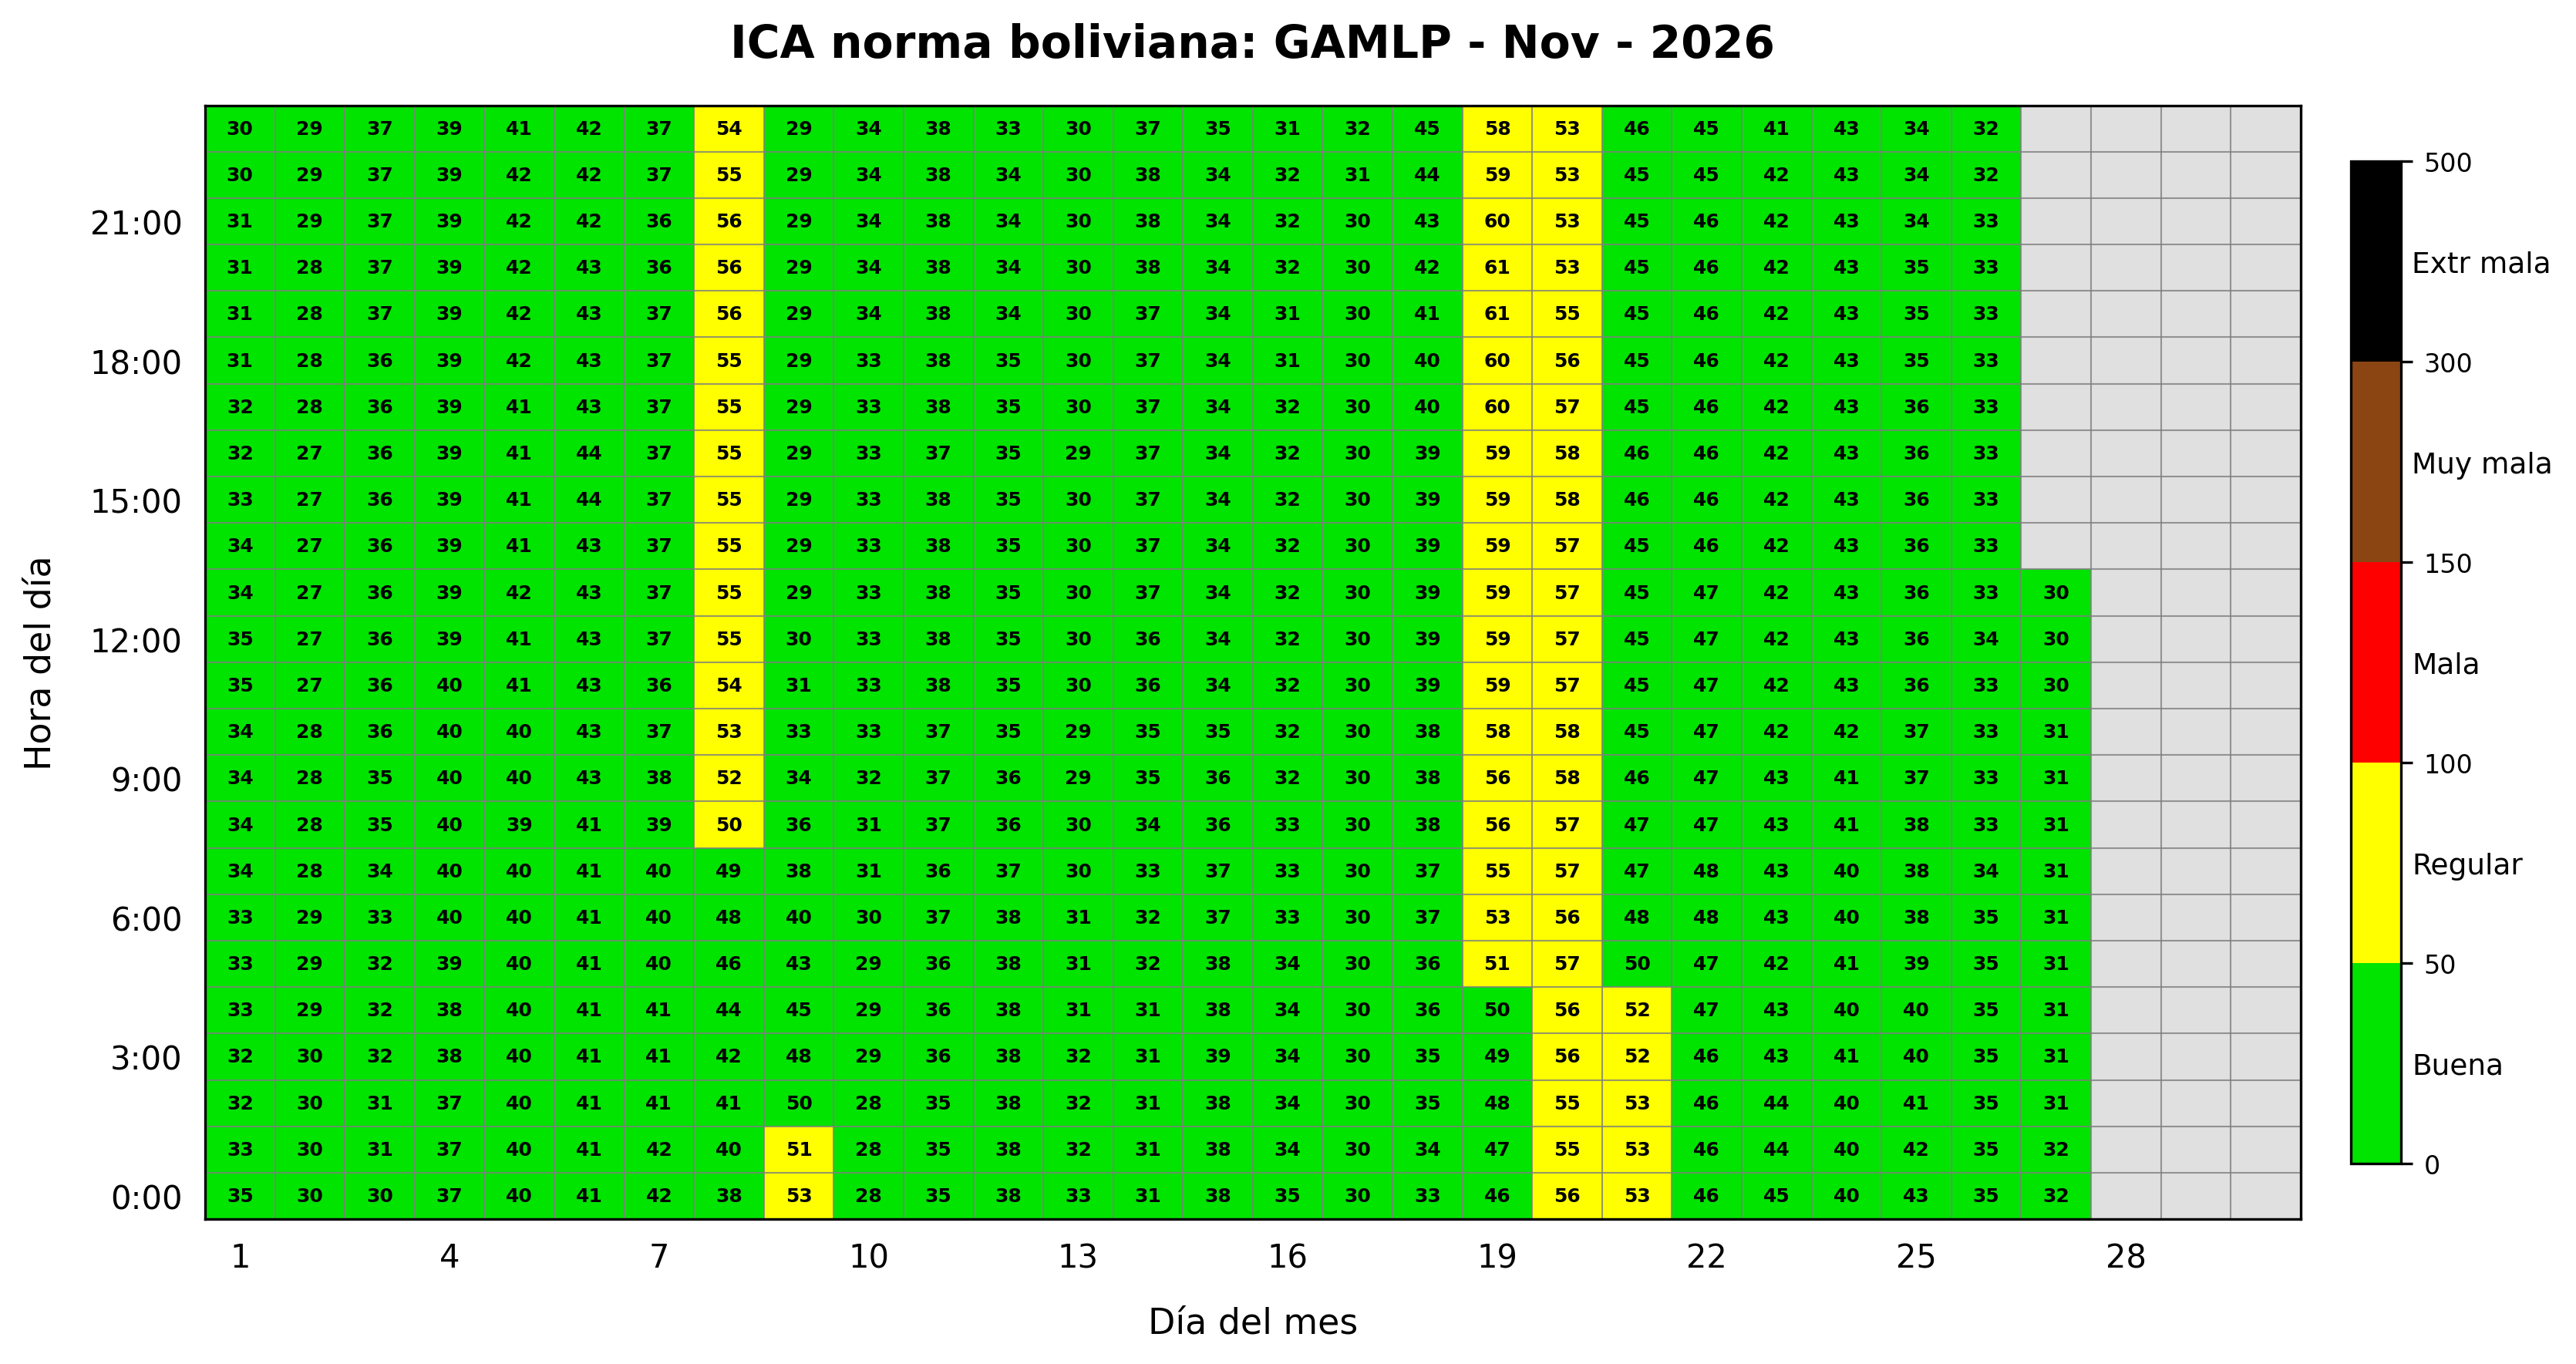 ICA norma boliviana: GAMLP - Nov - 2026
30 29 37 39 41 42 37 54 29 34 38 33 30 37 35 31 32 45 58 53 46 45 41 43 34 32
30 29 37 39 42 42 37 55 29 34 38 34 30 38 34 32 31 44 59 53 45 45 42 43 34 32
21:00 31 29 37 39 42 42 36 56 29 34 38 34 30 38 34 32 30 43 60 53 45 46 42 43 34 33
31 28 37 39 42 43 36 56 29 34 38 34 30 38 34 32 30 42 61 53 45 46 42 43 35 33
31 28 37 39 42 43 37 56 29 34 38 34 30 37 34 31 30 41 61 55 45 46 42 43 35 33
18:00 31 28 36 39 42 43 37 55 29 33 38 35 30 37 34 31 30 40 60 56 45 46 42 43 35 33
32 28 36 39 41 43 37 55 29 33 38 35 30 37 34 32 30 40 60 57 45 46 42 43 36 33
32 27 36 39 41 44 37 55 29 33 37 35 29 37 34 32 30 39 59 58 46 46 42 43 36 33
15:00 33 27 36 39 41 44 37 55 29 33 38 35 30 37 34 32 30 39 59 58 46 46 42 43 36 33
34 27 36 39 41 43 37 55 29 33 38 35 30 37 34 32 30 39 59 57 45 46 42 43 36 33
34 27 36 39 42 43 37 55 29 33 38 35 30 37 34 32 30 39 59 57 45 47 42 43 36 33 30
12:00 35 27 36 39 41 43 37 55 30 33 38 35 30 36 34 32 30 39 59 57 45 47 42 43 36 34 30
35 27 36 40 41 43 36 54 31 33 38 35 30 36 34 32 30 39 59 57 45 47 42 43 36 33 30
34 28 36 40 40 43 37 53 33 33 37 35 29 35 35 32 30 38 58 58 45 47 42 42 37 33 31
9:00 34 28 35 40 40 43 38 52 34 32 37 36 29 35 36 32 30 38 56 58 46 47 43 41 37 33 31
34 28 35 40 39 41 39 50 36 31 37 36 30 34 36 33 30 38 56 57 47 47 43 41 38 33 31
34 28 34 40 40 41 40 49 38 31 36 37 30 33 37 33 30 37 55 57 47 48 43 40 38 34 31
6:00 33 29 33 40 40 41 40 48 40 30 37 38 31 32 37 33 30 37 53 56 48 48 43 40 38 35 31
33 29 32 39 40 41 40 46 43 29 36 38 31 32 38 34 30 36 51 57 50 47 42 41 39 35 31
33 29 32 38 40 41 41 44 45 29 36 38 31 31 38 34 30 36 50 56 52 47 43 40 40 35 31
3:00 32 30 32 38 40 41 41 42 48 29 36 38 32 31 39 34 30 35 49 56 52 46 43 41 40 35 31
32 30 31 37 40 41 41 41 50 28 35 38 32 31 38 34 30 35 48 55 53 46 44 40 41 35 31
33 30 31 37 40 41 42 40 51 28 35 38 32 31 38 34 30 34 47 55 53 46 44 40 42 35 32
0:00 35 30 30 37 40 41 42 38 53 28 35 38 33 31 38 35 30 33 46 56 53 46 45 40 43 35 32
1 4 7 10 13 16 19 22 25 28
Día del mes
Hora del día
500
Extr mala
300
Muy mala
150
Mala
100
Regular
50
Buena
0